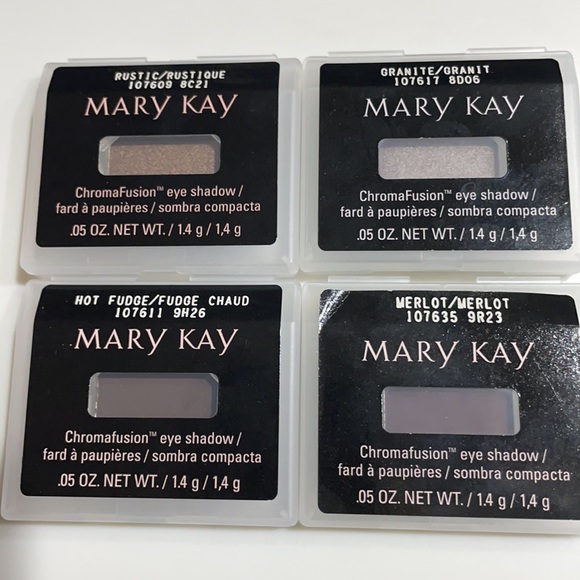 RUSTIC/RUSTIQUE
107609 8C21
MARY KAY
ChromaFusion™ eye shadow /
fard à paupières / sombra compacta
.05 OZ. NET WT. / 1.4 g / 1,4 g
GRANITE/GRANIT
107617 8D06
MARY KAY
ChromaFusion™ eye shadow /
fard à paupières / sombra compacta
.05 OZ. NET WT. / 1.4 g / 1,4 g
HOT FUDGE/FUDGE CHAUD
107611 9H26
MARY KAY
Chromafusion™ eye shadow /
fard à paupières / sombra compacta
.05 OZ. NET WT. / 1.4 g / 1,4 g
MERLOT/MERLOT
107635 9R23
MARY KAY
Chromafusion™ eye shadow /
fard à paupières / sombra compacta
.05 OZ. NET WT. / 1.4 g / 1,4 g